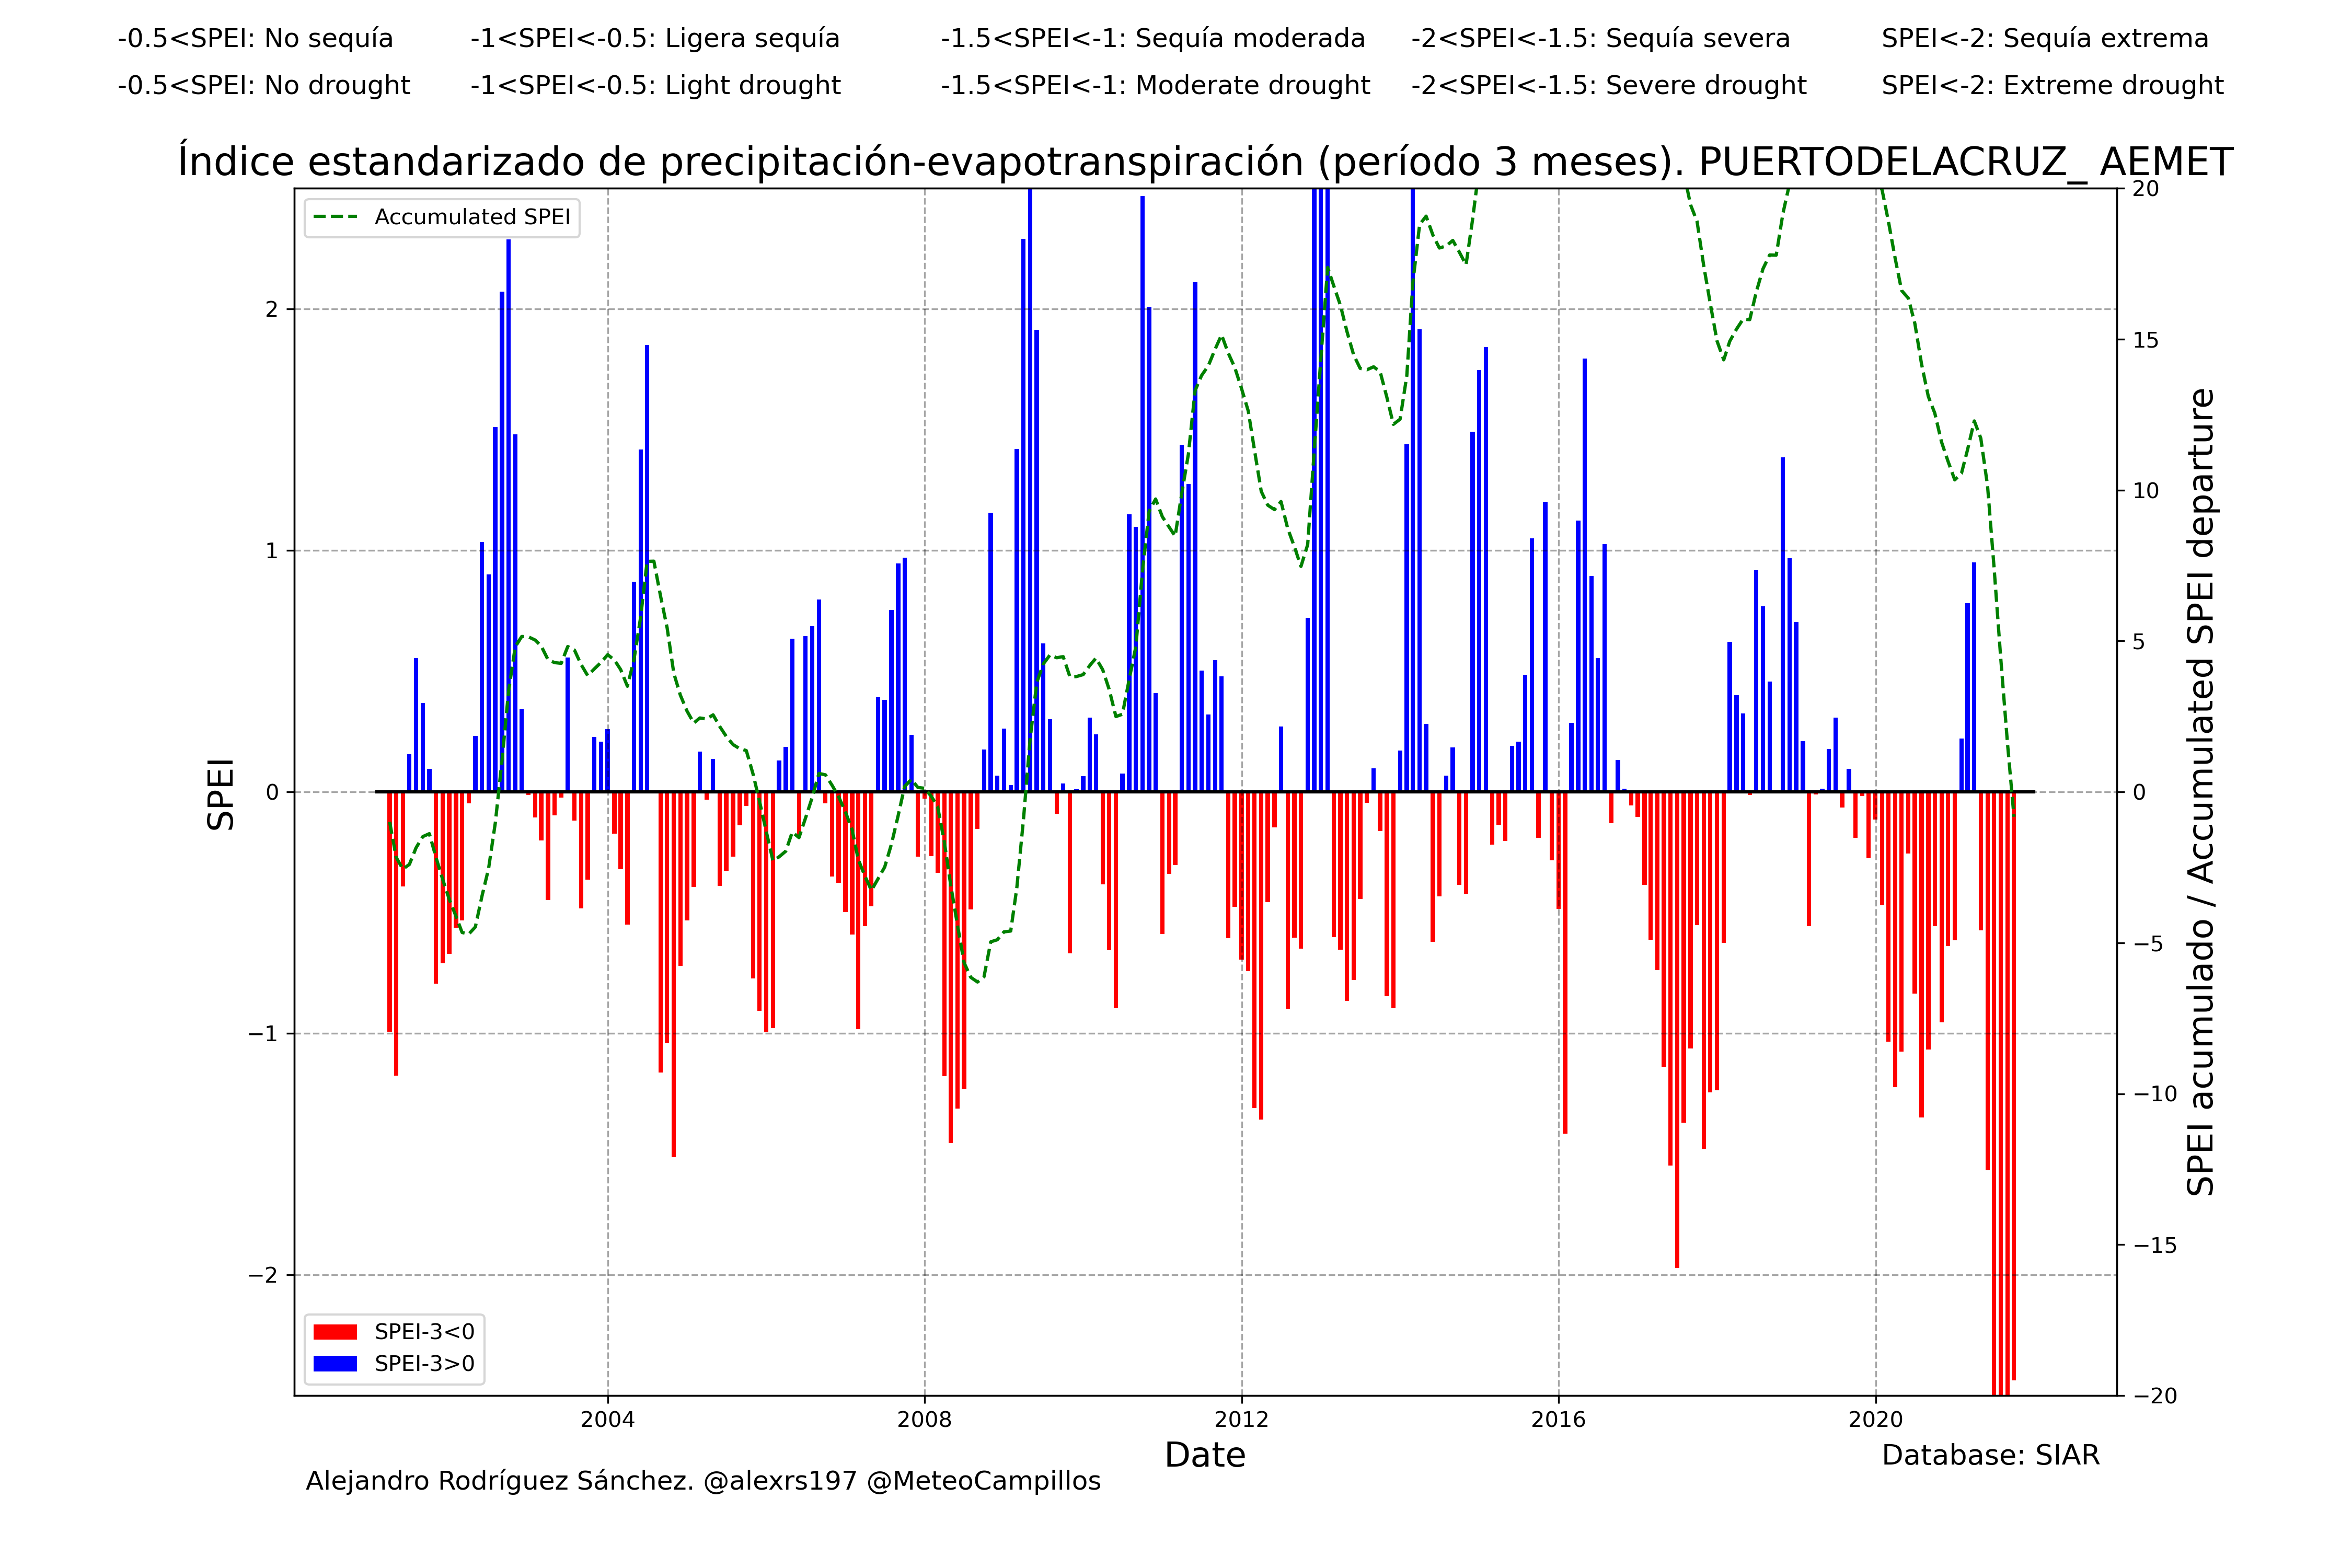 -0.5<SPEI: No sequía -1<SPEI<-0.5: Ligera sequía -1.5<SPEI<-1: Sequía moderada -2<SPEI<-1.5: Sequía severa SPEI<-2: Sequía extrema
-0.5<SPEI: No drought -1<SPEI<-0.5: Light drought -1.5<SPEI<-1: Moderate drought -2<SPEI<-1.5: Severe drought SPEI<-2: Extreme drought
Índice estandarizado de precipitación-evapotranspiración (período 3 meses). PUERTODELACRUZ_ AEMET
Accumulated SPEI
SPEI
2
1
0
−1
−2
20
15
10
5
0
−5
−10
−15
−20
SPEI acumulado / Accumulated SPEI departure
SPEI-3<0
SPEI-3>0
2004 2008 2012 2016 2020
Date
Database: SIAR
Alejandro Rodríguez Sánchez. @alexrs197 @MeteoCampillos